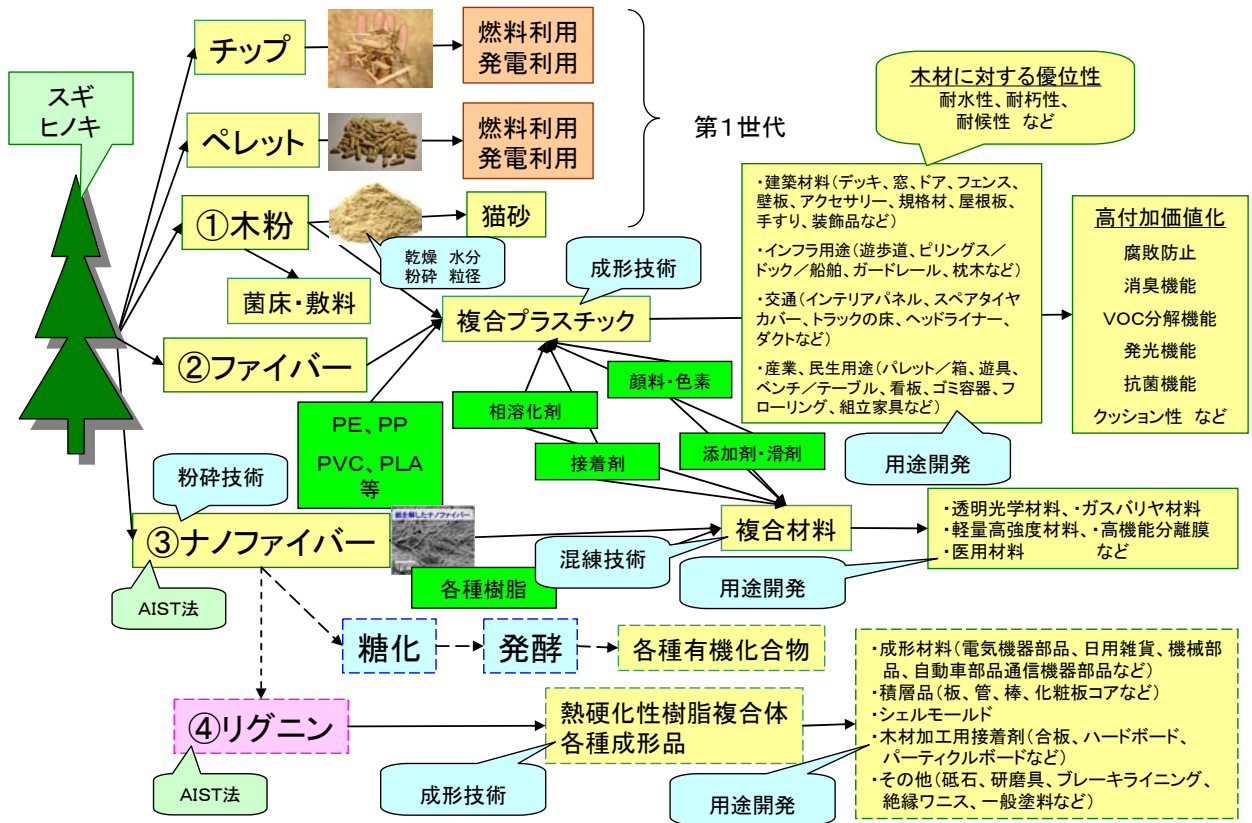 スギ
ヒノキ
チップ
燃料利用
発電利用
ペレット
燃料利用
発電利用
第1世代
①木粉
猫砂
乾燥 水分
粉砕 粒径
菌床・敷料
②ファイバー
成形技術
複合プラスチック
木材に対する優位性
耐水性、耐朽性、
耐候性 など
・建築材料(デッキ、窓、ドア、フェンス、
壁板、アクセサリー、規格材、屋根板、
手すり、装飾品など)
・インフラ用途(遊歩道、ピリングス/
ドック/船舶、ガードレール、枕木など)
・交通(インテリアパネル、スペアタイヤ
カバー、トラックの床、ヘッドライナー、
ダクトなど)
・産業、民生用途(パレット/箱、遊具、
ベンチ/テーブル、看板、ゴミ容器、フ
ローリング、組立家具など)
用途開発
高付加価値化
腐敗防止
消臭機能
VOC分解機能
発光機能
抗菌機能
クッション性 など
PE、PP
PVC、PLA
等
相溶化剤
顔料・色素
接着剤
添加剤・滑剤
粉砕技術
③ナノファイバー
AIST法
紙を解したナノファイバー
各種樹脂
混練技術
複合材料
用途開発
・透明光学材料、・ガスバリヤ材料
・軽量高強度材料、・高機能分離膜
・医用材料 など
糖化
発酵
各種有機化合物
④リグニン
AIST法
熱硬化性樹脂複合体
各種成形品
成形技術
用途開発
・成形材料(電気機器部品、日用雑貨、機械部
品、自動車部品通信機器部品など)
・積層品(板、管、棒、化粧板コアなど)
・シェルモールド
・木材加工用接着剤(合板、ハードボード、
パーティクルボードなど)
・その他(砥石、研磨具、ブレーキライニング、
絶縁ワニス、一般塗料など)